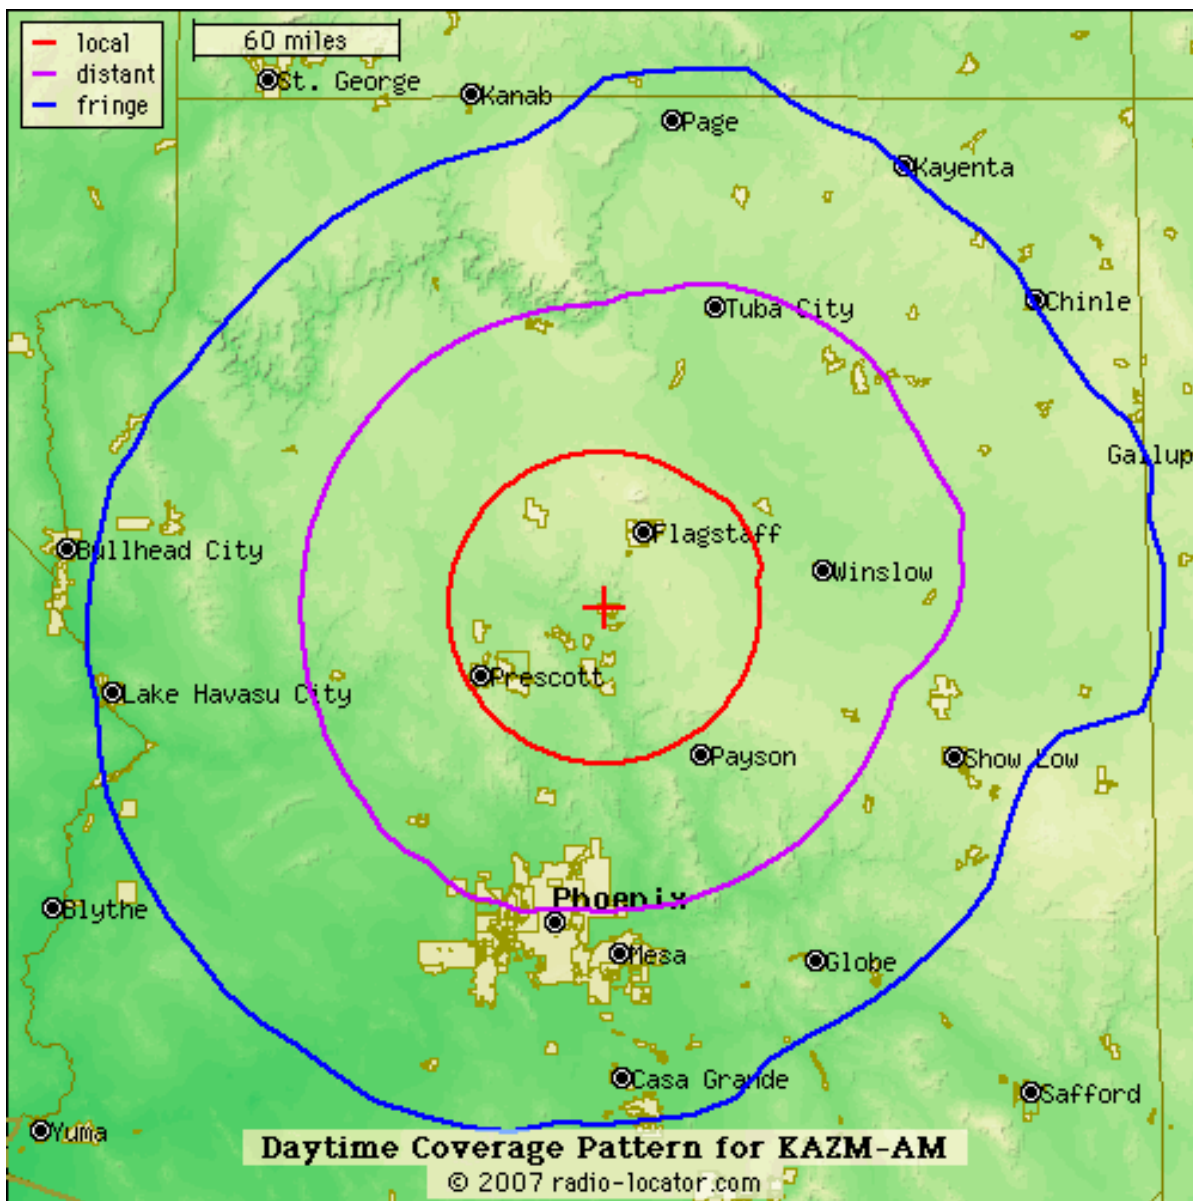 local
distant
fringe
60 miles
St. George
Kanab
Page
Kayenta
Tuba City
Chinle
Gallup
Flagstaff
Bullhead City
Winslow
Prescott
Lake Havasu City
Payson
Show Low
Phoenix
Blythe
Mesa
Globe
Casa Grande
Safford
Yuma
Daytime Coverage Pattern for KAZM-AM
© 2007 radio-locator.com